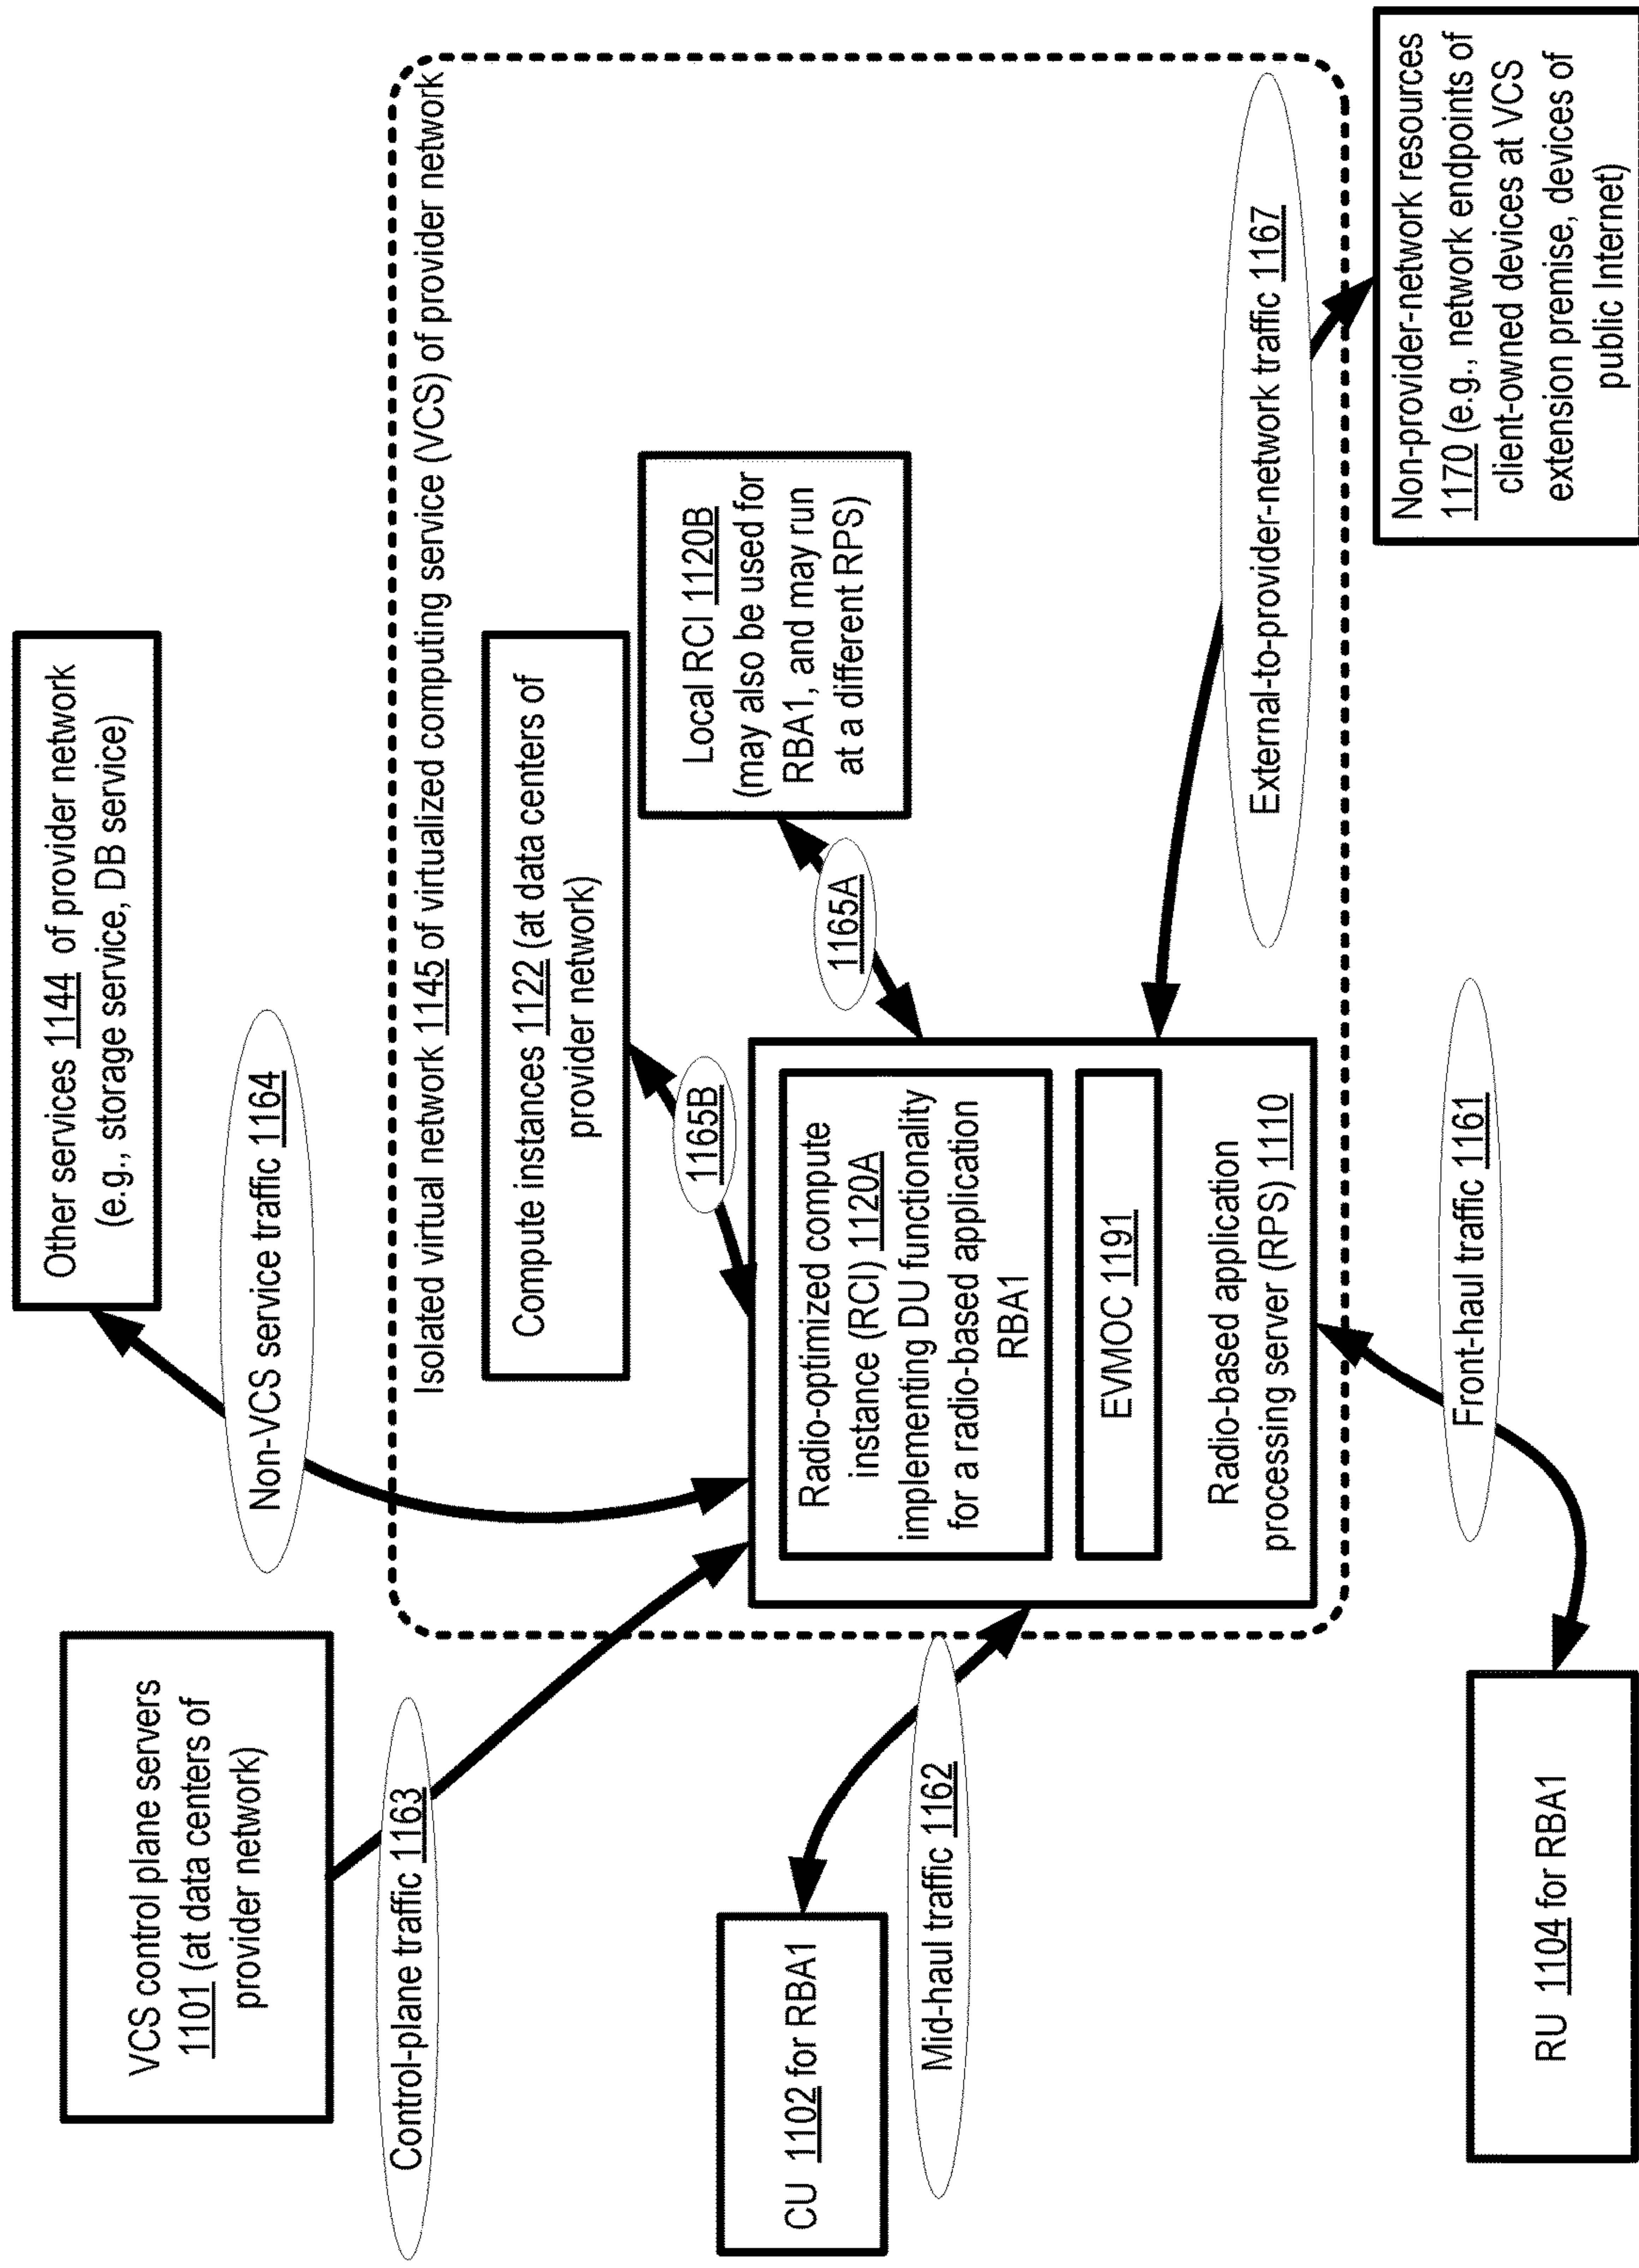 VCS control plane servers
1101 (at data centers of
provider network)
Other services 1144 of provider network
(e.g., storage service, DB service)
Non-VCS service traffic 1164
Control-plane traffic 1163
Isolated virtual network 1145 of virtualized computing service (VCS) of provider network
Compute instances 1122 (at data centers of
provider network)
Local RCI 1120B
(may also be used for
RBA1, and may run
at a different RPS)
1165B
1165A
CU 1102 for RBA1
Mid-haul traffic 1162
Radio-optimized compute
instance (RCI) 1120A
implementing DU functionality
for a radio-based application
RBA1
EVMOC 1191
Radio-based application
processing server (RPS) 1110
External-to-provider-network traffic 1167
Front-haul traffic 1161
RU 1104 for RBA1
Non-provider-network resources
1170 (e.g., network endpoints of
client-owned devices at VCS
extension premise, devices of
public Internet)